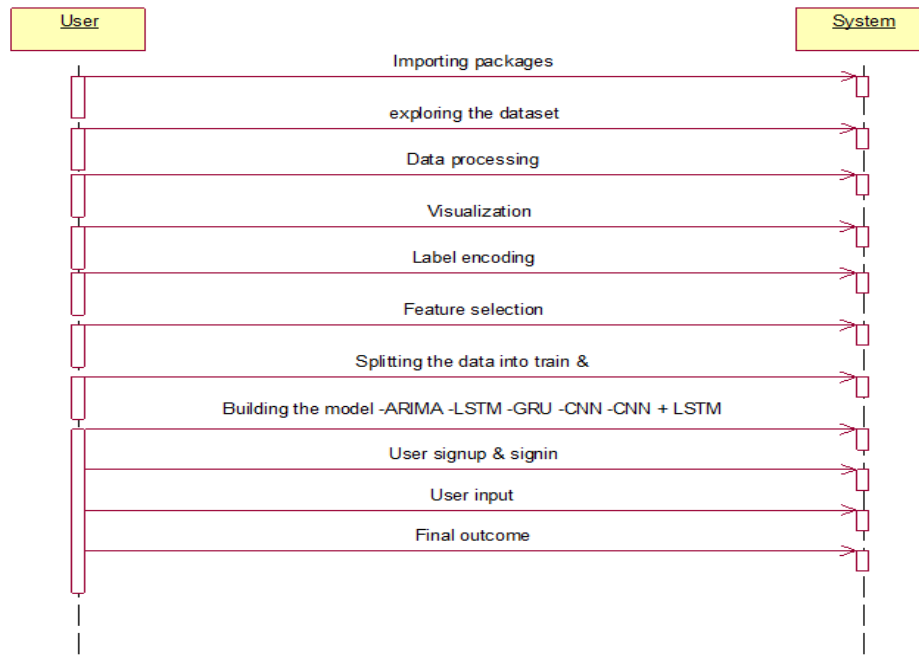 User
System
Importing packages
exploring the dataset
Data processing
Visualization
Label encoding
Feature selection
Splitting the data into train &
Building the model -ARIMA -LSTM -GRU -CNN -CNN + LSTM
User signup & signin
User input
Final outcome